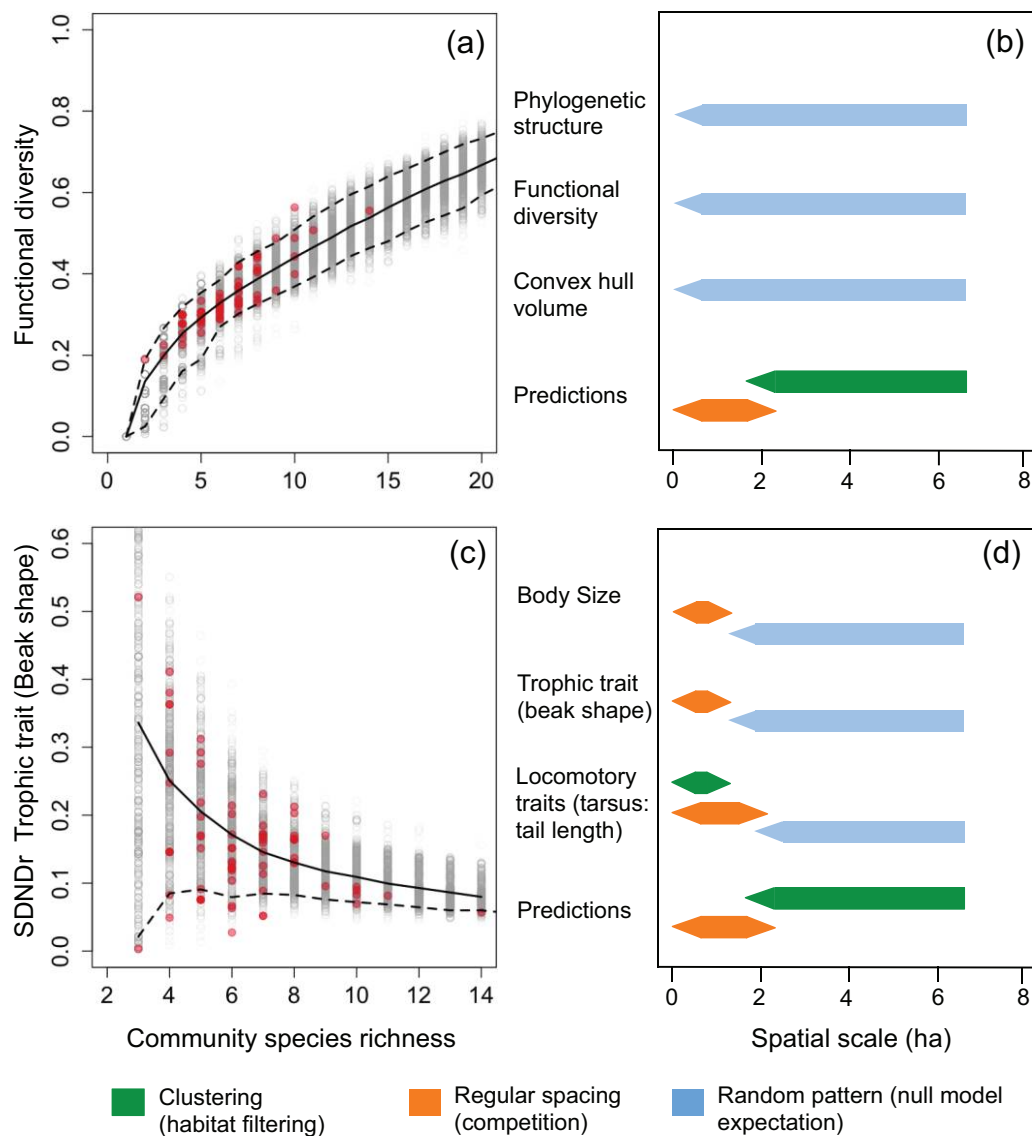 (a)
1.0
0.8
0.6
0.4
0.2
0.0
Functional diversity
0 5 10 15 20
(b)
Phylogenetic
structure
Functional
diversity
Convex hull
volume
Predictions
0 2 4 6 8
(c)
0.6
0.5
0.4
0.3
0.2
0.1
0.0
SDNDr Trophic trait (Beak shape)
2 4 6 8 10 12 14
Community species richness
(d)
Body Size
Trophic trait
(beak shape)
Locomotory
traits (tarsus:
tail length)
Predictions
0 2 4 6 8
Spatial scale (ha)
Clustering
(habitat filtering)
Regular spacing
(competition)
Random pattern (null model
expectation)